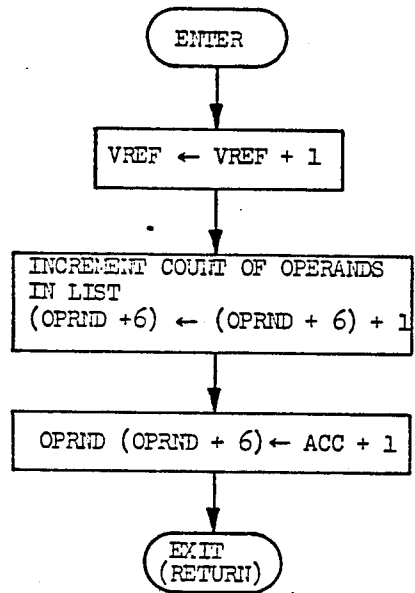 ENTER
VREF ← VREF + 1
INCREMENT COUNT OF OPERANDS
IN LIST
(OPRND +6) ← (OPRND + 6) + 1
OPRND (OPRND + 6)← ACC + 1
EXIT
(RETURN)